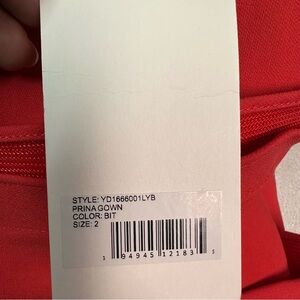 STYLE: YD1666001LYB
PRINA GOWN
COLOR: BIT
SIZE: 2
1 94945 12183 5